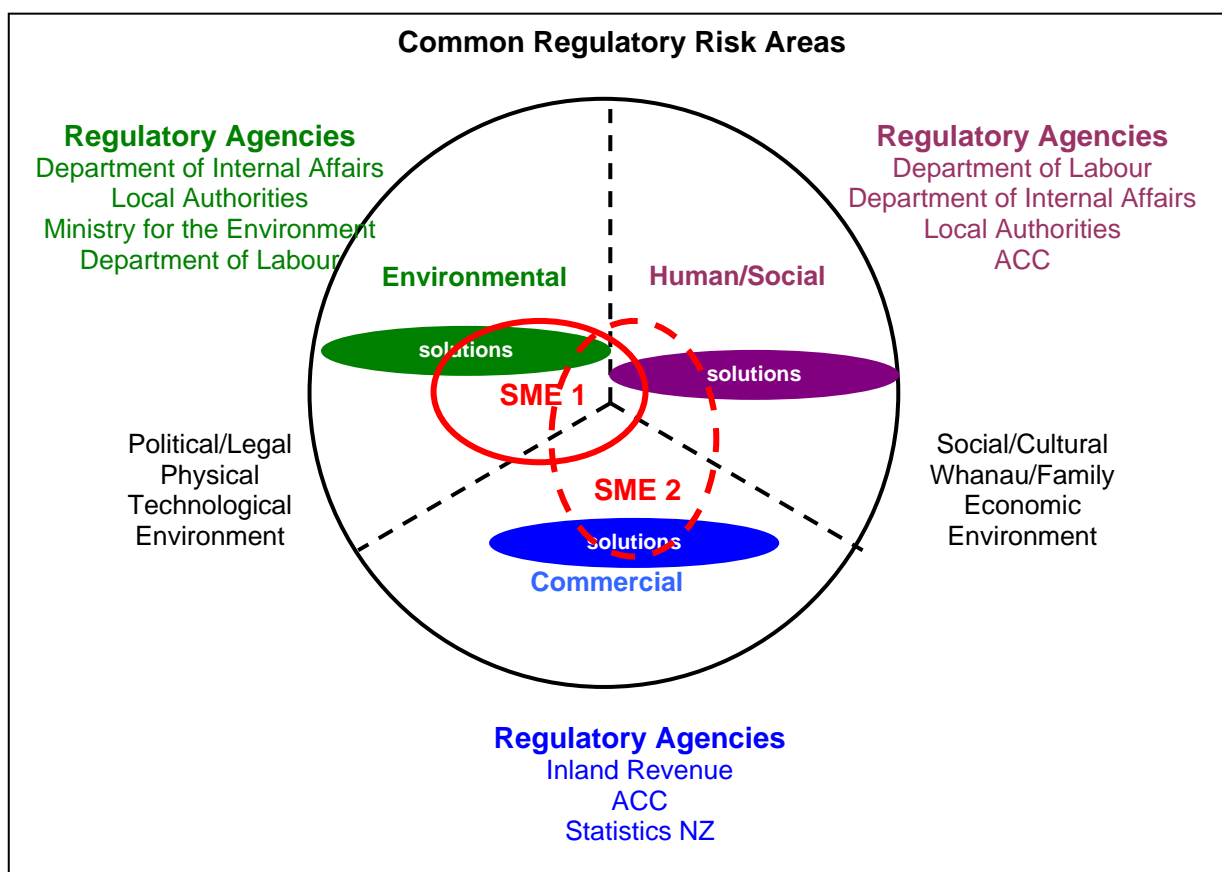 Common Regulatory Risk Areas
Regulatory Agencies
Department of Internal Affairs
Local Authorities
Ministry for the Environment
Department of Labour
Regulatory Agencies
Department of Labour
Department of Internal Affairs
Local Authorities
ACC
Environmental
Human/Social
solutions
solutions
SME 1
Political/Legal
Physical
Technological
Environment
Social/Cultural
Whanau/Family
Economic
Environment
SME 2
solutions
Commercial
Regulatory Agencies
Inland Revenue
ACC
Statistics NZ